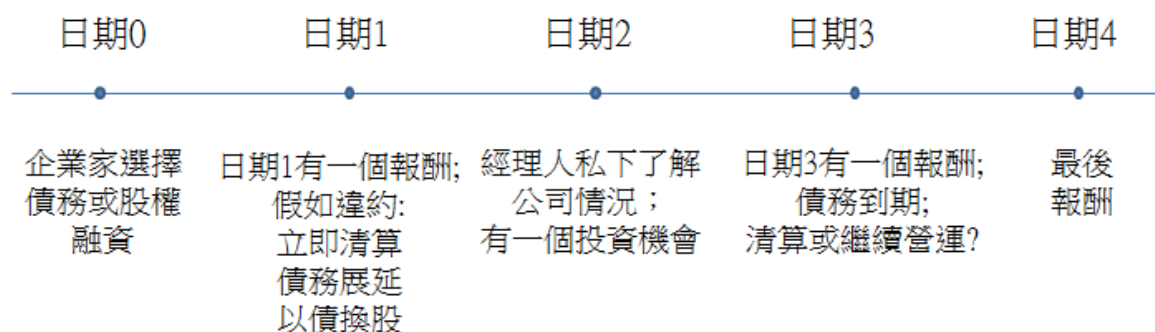 日期0
日期1
日期2
日期3
日期4
企業家選擇
債務或股權
融資
日期1有一個報酬;
假如違約:
立即清算
債務展延
以債換股
經理人私下了解
公司情況；
有一個投資機會
日期3有一個報酬;
債務到期;
清算或繼續營運?
最後
報酬